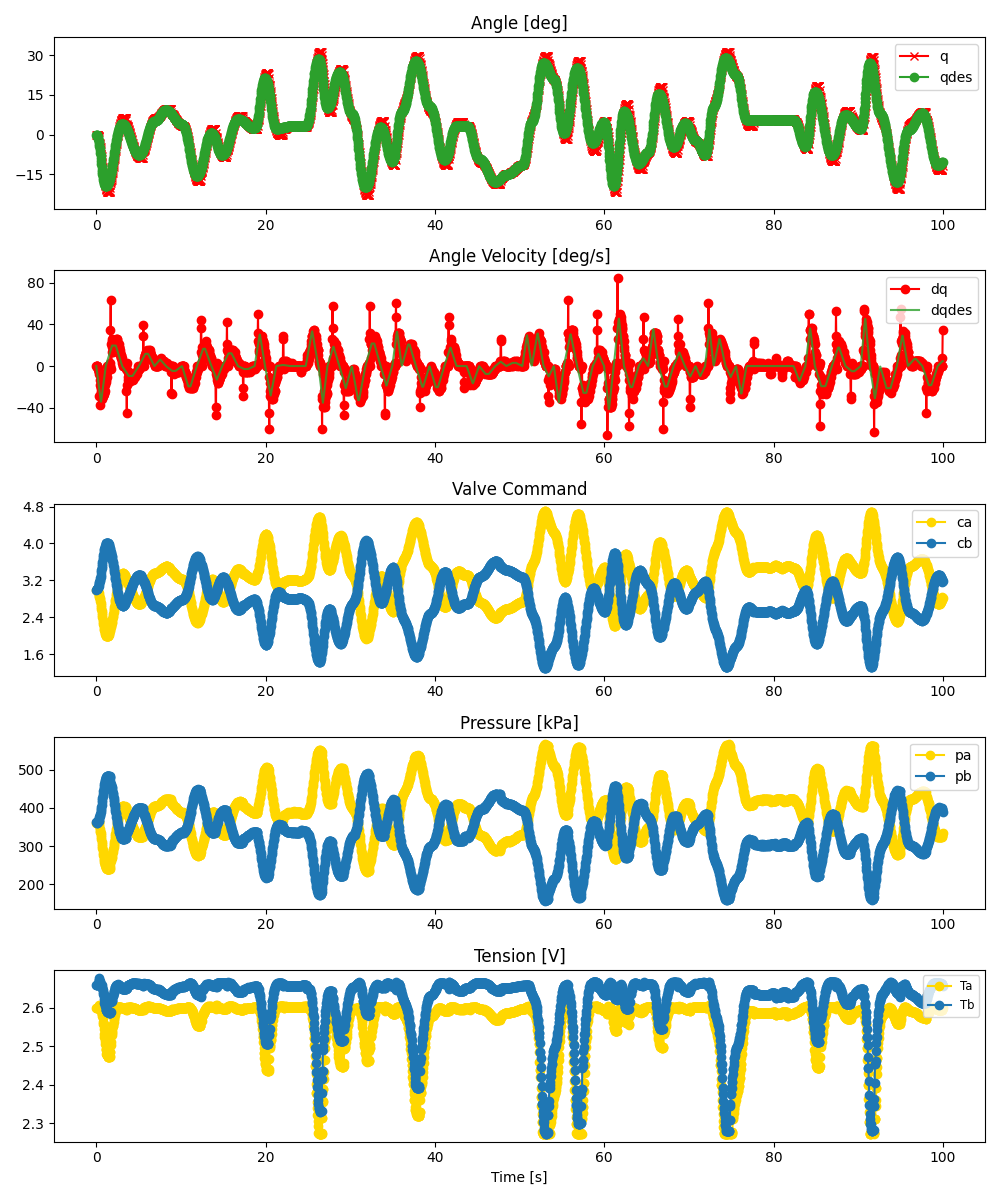 Angle [deg]
30
15
0
−15
q
qdes
0 20 40 60 80 100
Angle Velocity [deg/s]
80
40
0
−40
dq
dqdes
0 20 40 60 80 100
Valve Command
4.8
4.0
3.2
2.4
1.6
ca
cb
0 20 40 60 80 100
Pressure [kPa]
500
400
300
200
pa
pb
0 20 40 60 80 100
Tension [V]
2.6
2.5
2.4
2.3
Ta
Tb
0 20 40 60 80 100
Time [s]